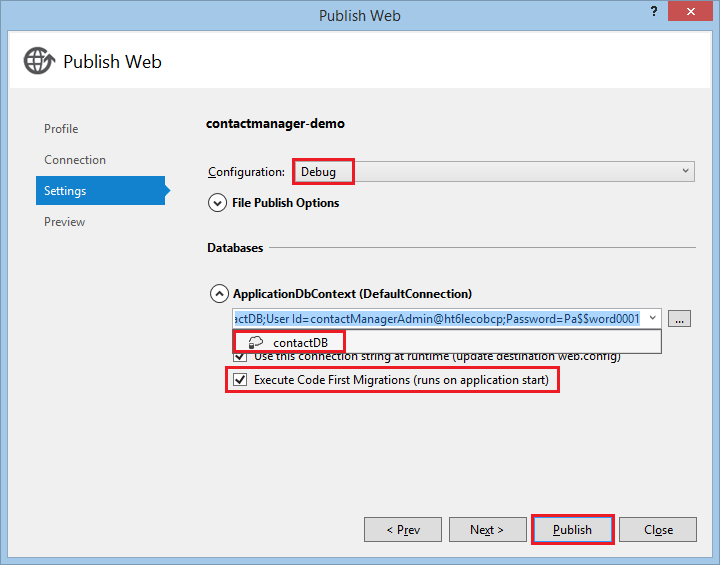 Publish Web
?
Publish Web
Profile
Connection
Settings
Preview
contactmanager-demo
Configuration: Debug
File Publish Options
Databases
ApplicationDbContext (DefaultConnection)
actDB;User Id=contactManagerAdmin@ht6lecobcp;Password=Pa$$word0001
...
contactDB
Use this connection string at runtime (update destination web.config)
Execute Code First Migrations (runs on application start)
< Prev
Next >
Publish
Close